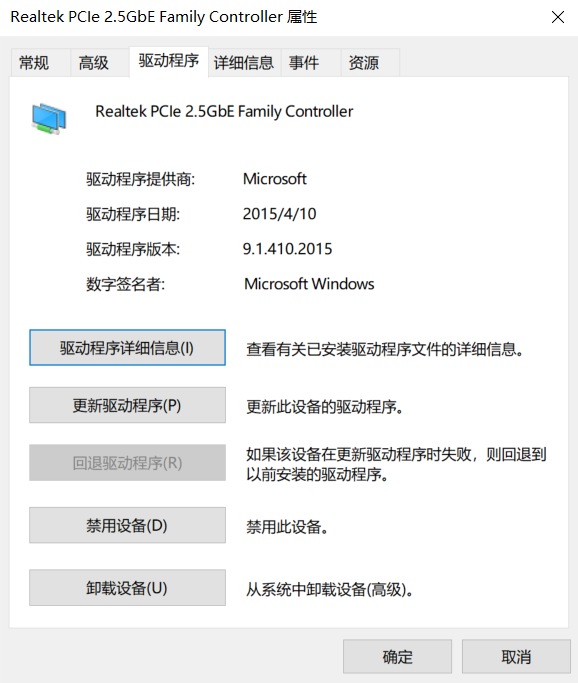 Realtek PCIe 2.5GbE Family Controller 属性
常规 高级 驱动程序 详细信息 事件 资源
Realtek PCIe 2.5GbE Family Controller
驱动程序提供商: Microsoft
驱动程序日期: 2015/4/10
驱动程序版本: 9.1.410.2015
数字签名者: Microsoft Windows
驱动程序详细信息(I) 查看有关已安装驱动程序文件的详细信息。
更新驱动程序(P) 更新此设备的驱动程序。
回退驱动程序(R) 如果该设备在更新驱动程序时失败，则回退到
以前安装的驱动程序。
禁用设备(D) 禁用此设备。
卸载设备(U) 从系统中卸载设备(高级)。
确定 取消